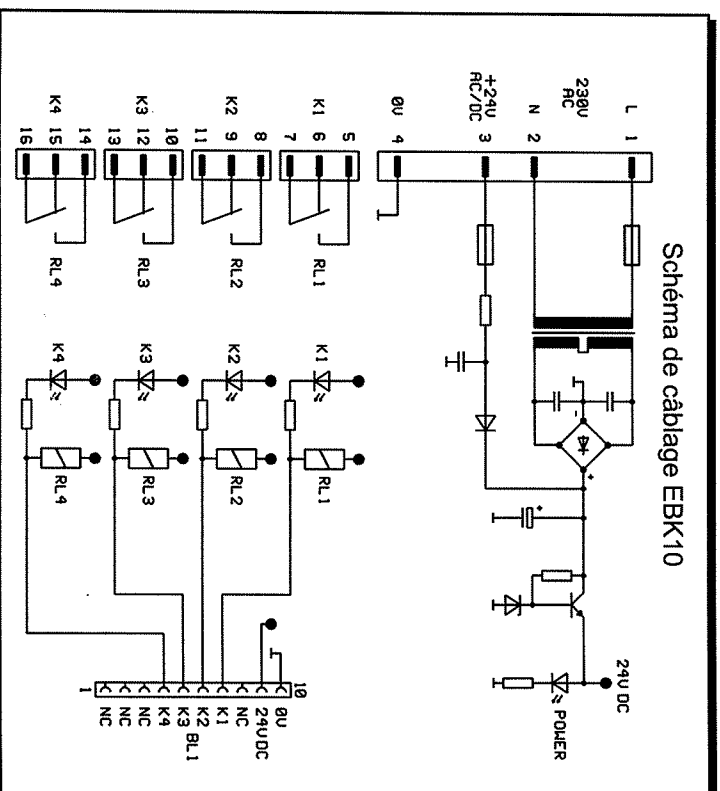 Schéma de câblage EBK10
L 1
230V
AC
N 2
+24V
AC/DC
3
0V 4
K1
5
6
7
K2
8
9
11
K3
10
12
13
K4
14
15
16
RL1
RL2
RL3
RL4
K1
K2
K3
K4
RL1
RL2
RL3
RL4
- +
+
24V DC
POWER
10
0V
24V DC
NC
K1
K2
K3 BL1
K4
NC
NC
NC
1